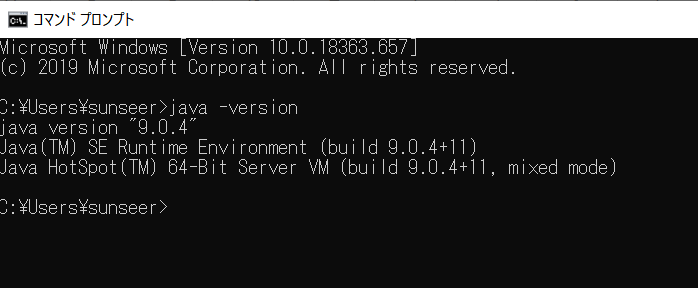 コマンド プロンプト
Microsoft Windows [Version 10.0.18363.657]
(c) 2019 Microsoft Corporation. All rights reserved.
C:¥Users¥sunseer>java -version
java version "9.0.4"
Java(TM) SE Runtime Environment (build 9.0.4+11)
Java HotSpot(TM) 64-Bit Server VM (build 9.0.4+11, mixed mode)
C:¥Users¥sunseer>